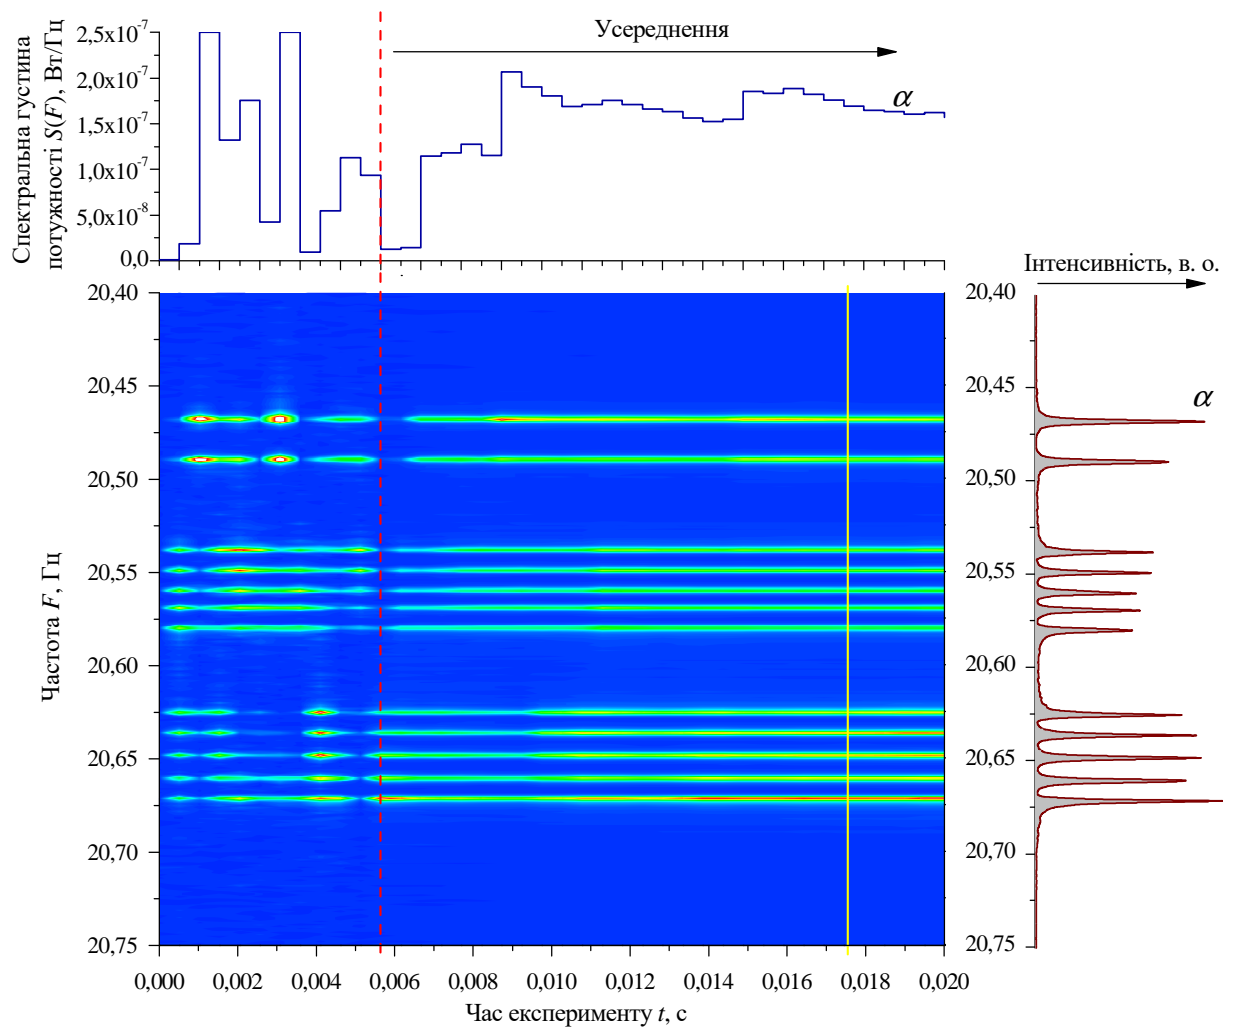 Спектральна густина
потужності S(F), Вт/Гц
2,5x10-7
2,0x10-7
1,5x10-7
1,0x10-7
5,0x10-8
0,0
Усереднення
α
Інтенсивність, в. о.
Частота F, Гц
20,40
20,45
20,50
20,55
20,60
20,65
20,70
20,75
20,40
20,45
20,50
20,55
20,60
20,65
20,70
20,75
α
0,000 0,002 0,004 0,006 0,008 0,010 0,012 0,014 0,016 0,018 0,020
Час експерименту t, с